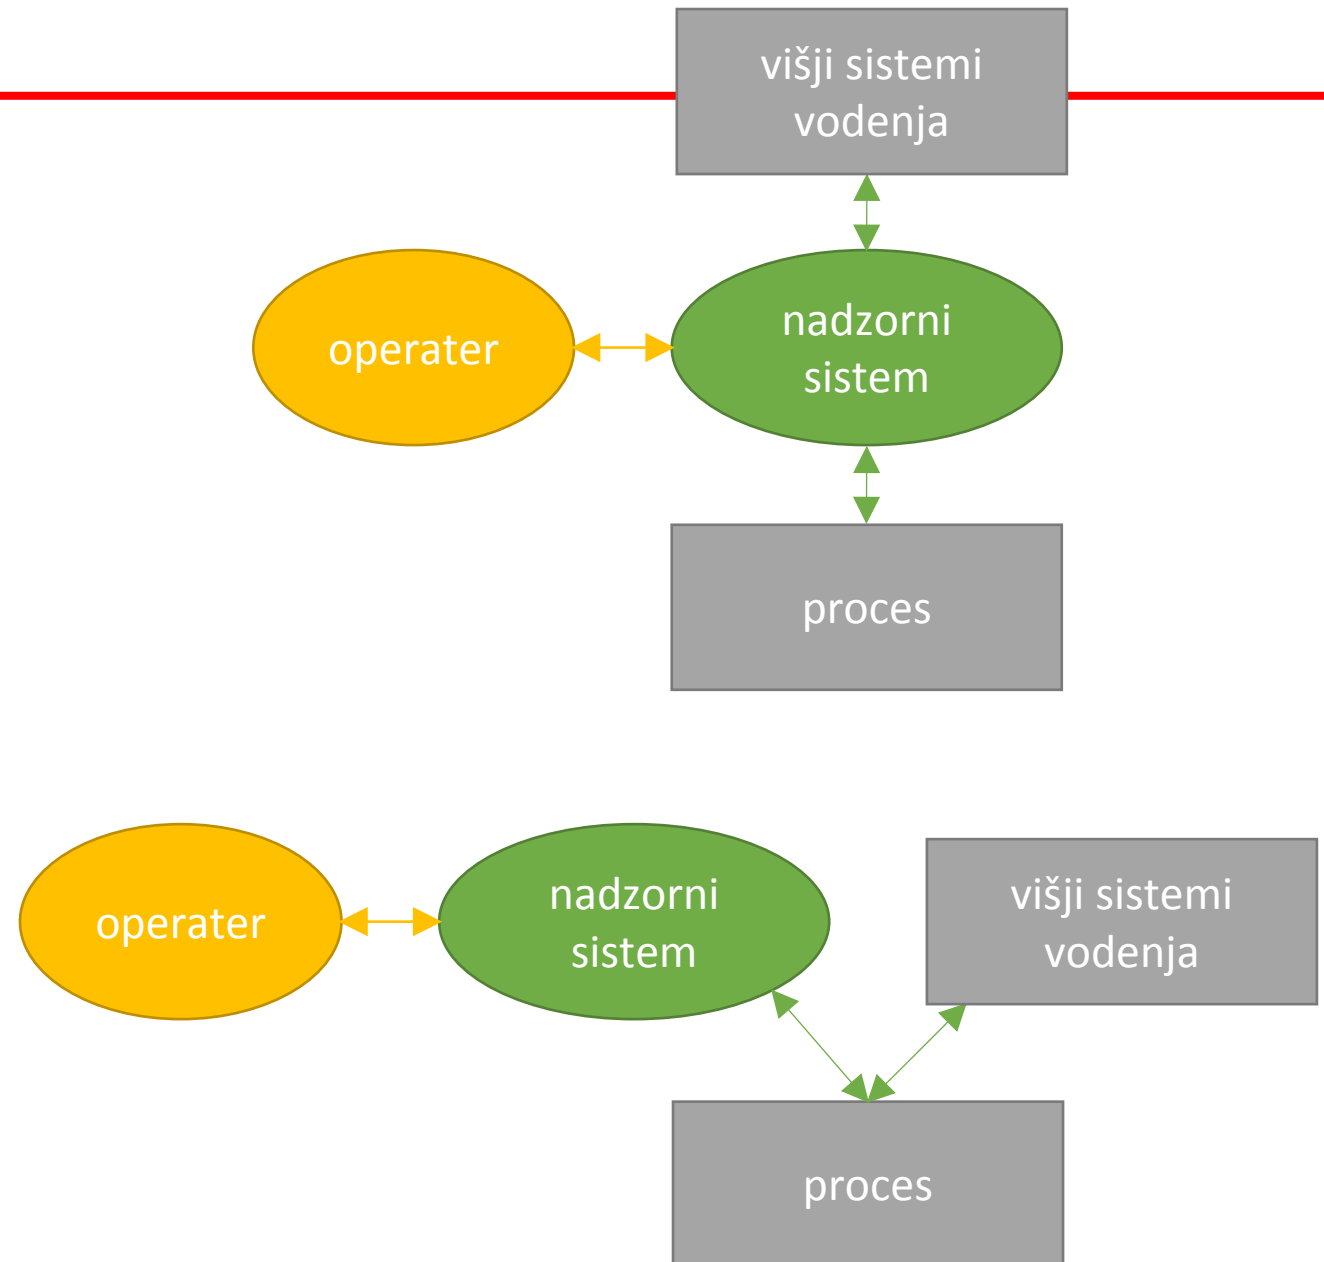 višji sistemi
vodenja
operater
nadzorni
sistem
proces
operater
nadzorni
sistem
višji sistemi
vodenja
proces